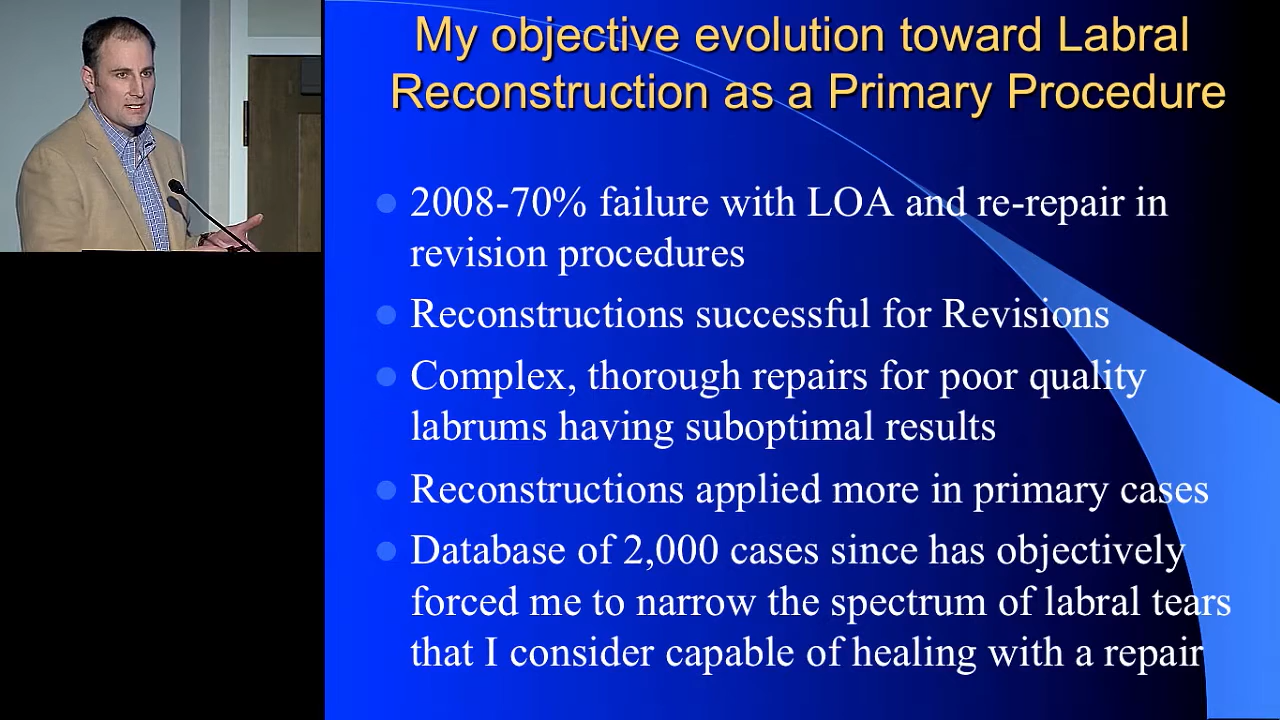 My objective evolution toward Labral
Reconstruction as a Primary Procedure
2008-70% failure with LOA and re-repair in
revision procedures
Reconstructions successful for Revisions
Complex, thorough repairs for poor quality
labrums having suboptimal results
Reconstructions applied more in primary cases
Database of 2,000 cases since has objectively
forced me to narrow the spectrum of labral tears
that I consider capable of healing with a repair